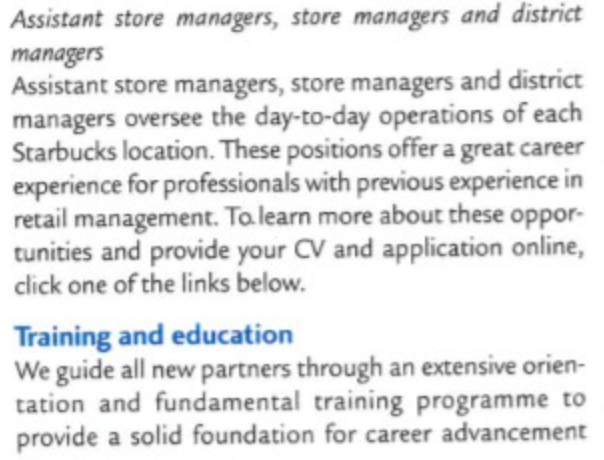 Assistant store managers, store managers and district
managers
Assistant store managers, store managers and district
managers oversee the day-to-day operations of each
Starbucks location. These positions offer a great career
experience for professionals with previous experience in
retail management. To learn more about these oppor-
tunities and provide your CV and application online,
click one of the links below.
Training and education
We guide all new partners through an extensive orien-
tation and fundamental training programme to
provide a solid foundation for career advancement